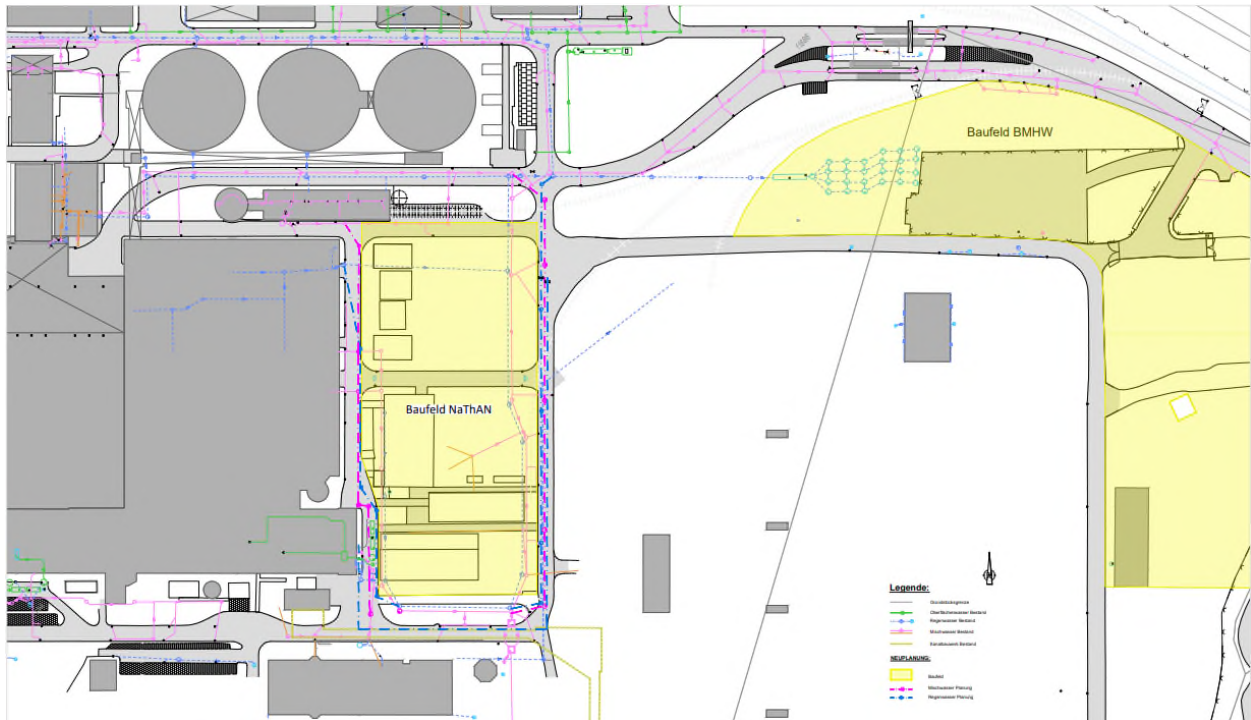 Baufeld BMHW
Baufeld NaThAN
Legende:
Grundstücksgrenze
Oberflächenwasser Bestand
Regenwasser Bestand
Mischwasser Bestand
NEUPLANUNG:
Baufeld
Mischwasser Planung
Regenwasser Planung